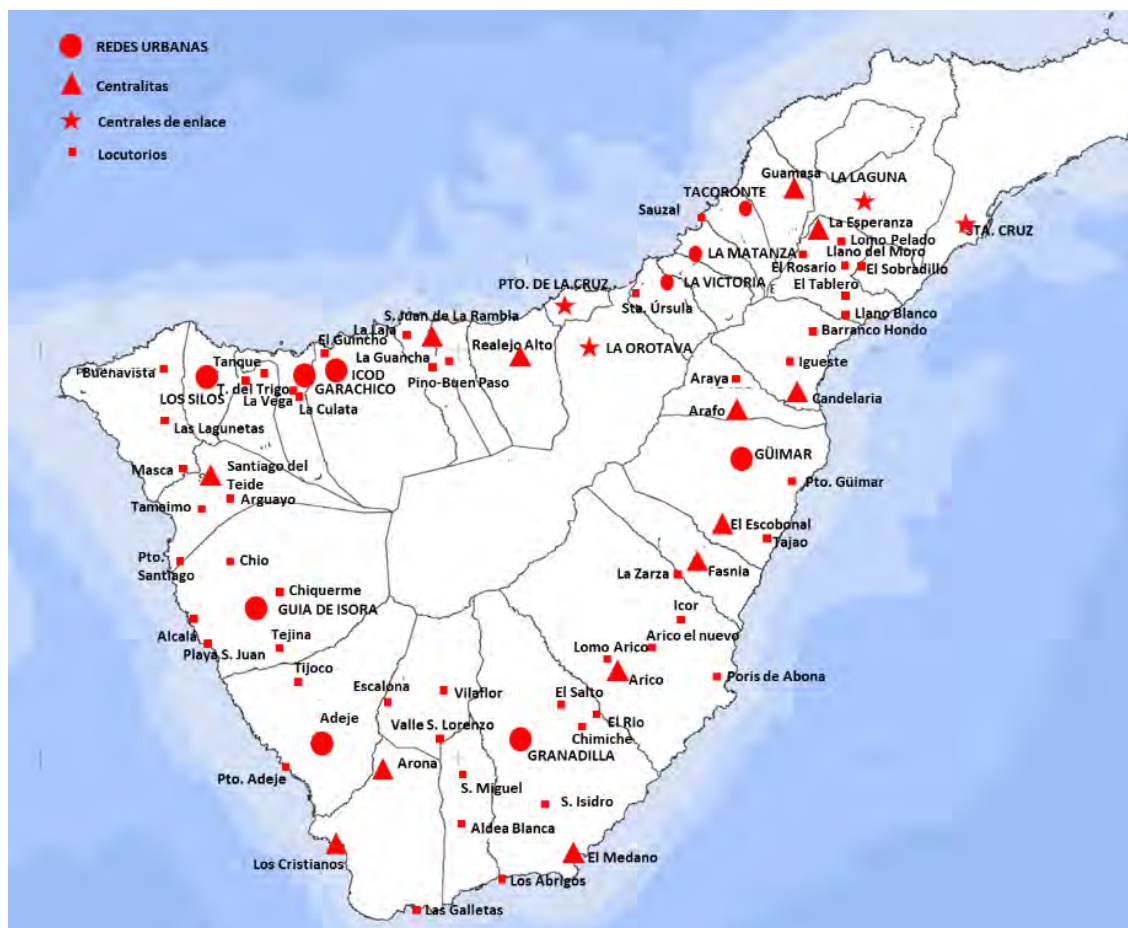 REDES URBANAS
Centralitas
Centrales de enlace
Locutorios
Guamasa
LA LAGUNA
TACORONTE
Sauzal
La Esperanza
STA. CRUZ
Lomo Pelado
LA MATANZA
Llano del Moro
El Rosario
El Sobradillo
PTO. DE LA CRUZ
LA VICTORIA
El Tablero
Sta. Úrsula
Llano Blanco
S. Juan de La Rambla
Barranco Hondo
La Laja
El Guincho
Realejo Alto
LA OROTAVA
La Guancha
Igueste
Tanque
ICOD
Buenavista
Pino-Buen Paso
Araya
T. del Trigo
GARACHICO
LOS SILOS
La Vega
Candelaria
La Culata
Arafo
Las Lagunetas
GÜIMAR
Masca
Santiago del
Teide
Pto. Güimar
Arguayo
Tamaimo
El Escobonal
Tajao
Pto.
Santiago
Chio
Fasnia
La Zarza
Chiquerme
GUIA DE ISORA
Icor
Alcalá
Tejina
Arico el nuevo
Playa S. Juan
Lomo Arico
Tijoco
Arico
Poris de Abona
Escalona
Vilaflor
El Salto
Adeje
Valle S. Lorenzo
El Rio
Chimiche
GRANADILLA
Arona
Pto. Adeje
S. Miguel
S. Isidro
Aldea Blanca
Los Cristianos
El Medano
Los Abrigos
Las Galletas